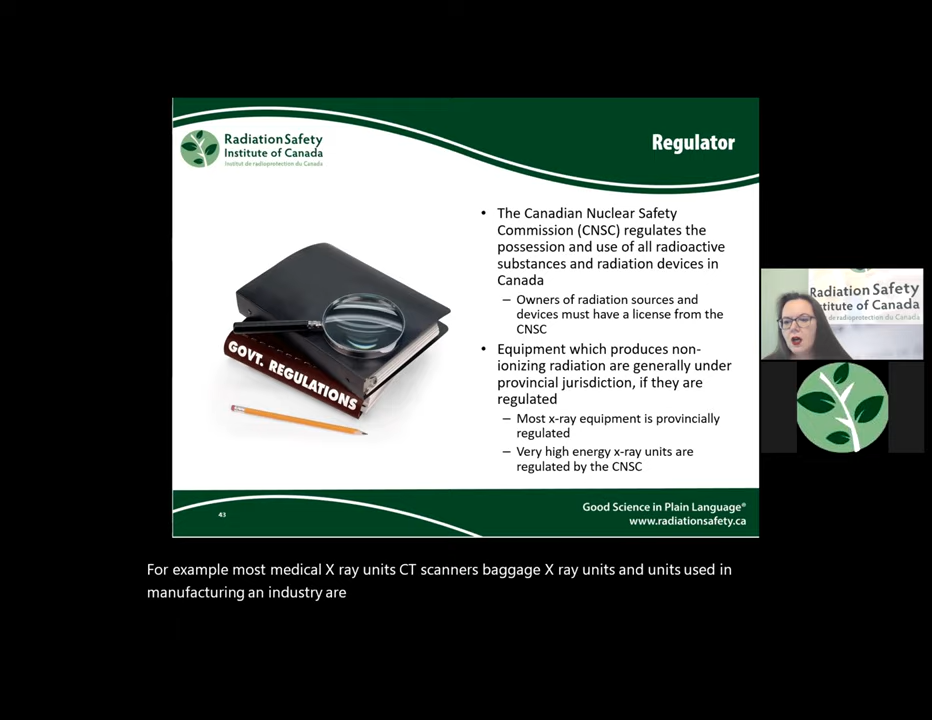 Radiation Safety
Institute of Canada
Institut de radioprotection du Canada
Regulator
• The Canadian Nuclear Safety
Commission (CNSC) regulates the
possession and use of all radioactive
substances and radiation devices in
Canada
– Owners of radiation sources and
devices must have a license from the
CNSC
• Equipment which produces non-
ionizing radiation are generally under
provincial jurisdiction, if they are
regulated
– Most x-ray equipment is provincially
regulated
– Very high energy x-ray units are
regulated by the CNSC
GOVT. REGULATIONS
43
Good Science in Plain Language®
www.radiationsafety.ca
Radiation Safety
Institute of Canada
de radioprotection du Canada
For example most medical X ray units CT scanners baggage X ray units and units used in
manufacturing an industry are